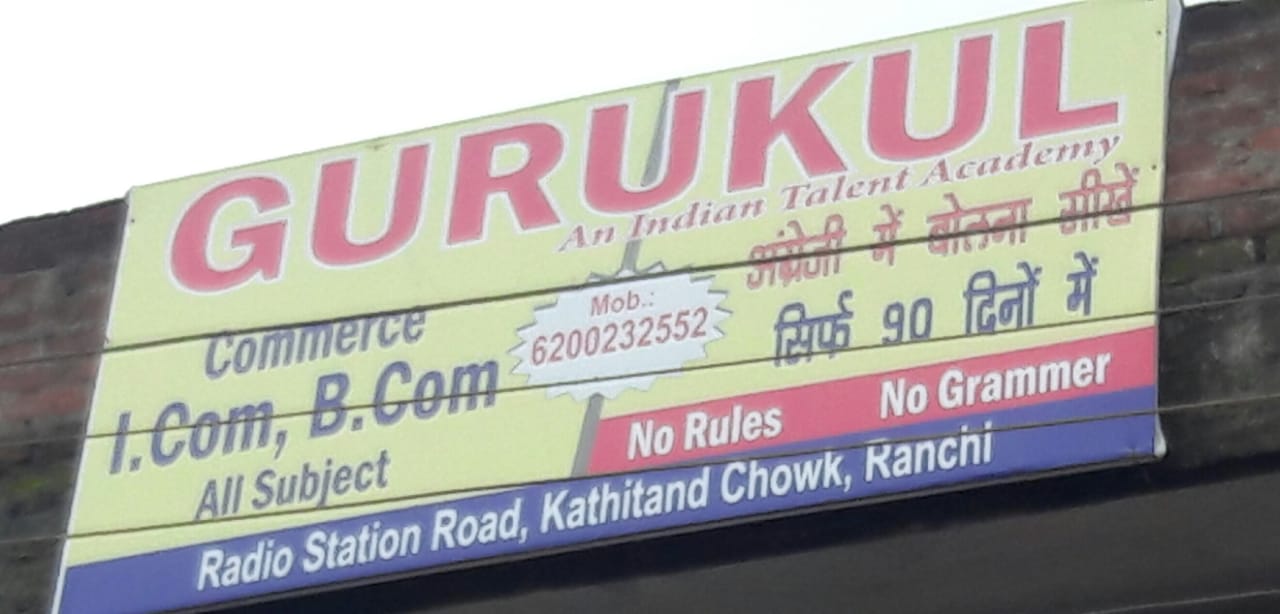 GURUKUL
An Indian Talent Academy
Commerce
I.Com, B.Com
All Subject
Mob.:
6200232552
अंग्रेजी में बोलना सीखें
सिर्फ 90 दिनों में
No Rules No Grammer
Radio Station Road, Kathitand Chowk, Ranchi